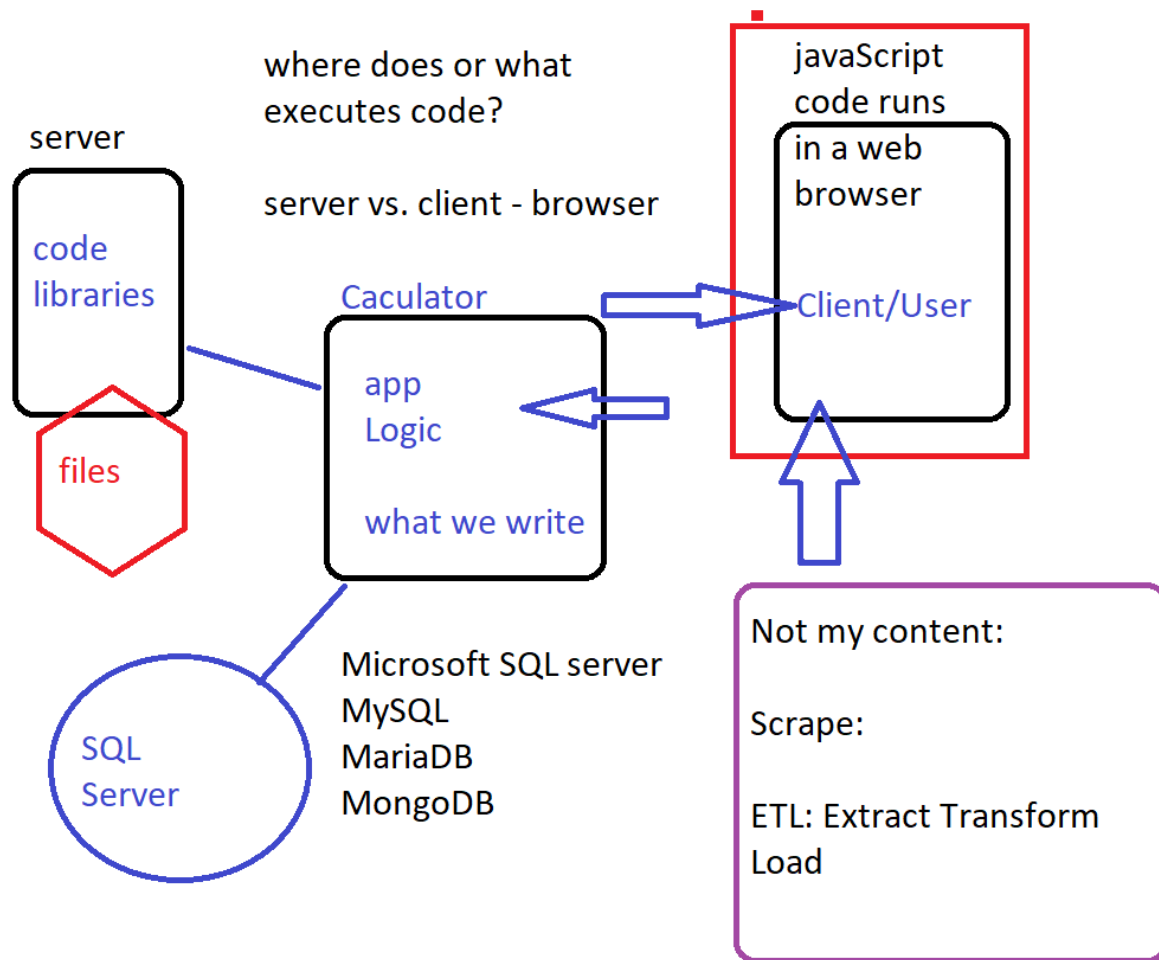 where does or what
executes code?
server vs. client - browser
server
code
libraries
files
Caculator
app
Logic
what we write
javaScript
code runs
in a web
browser
Client/User
SQL
Server
Microsoft SQL server
MySQL
MariaDB
MongoDB
Not my content:
Scrape:
ETL: Extract Transform
Load